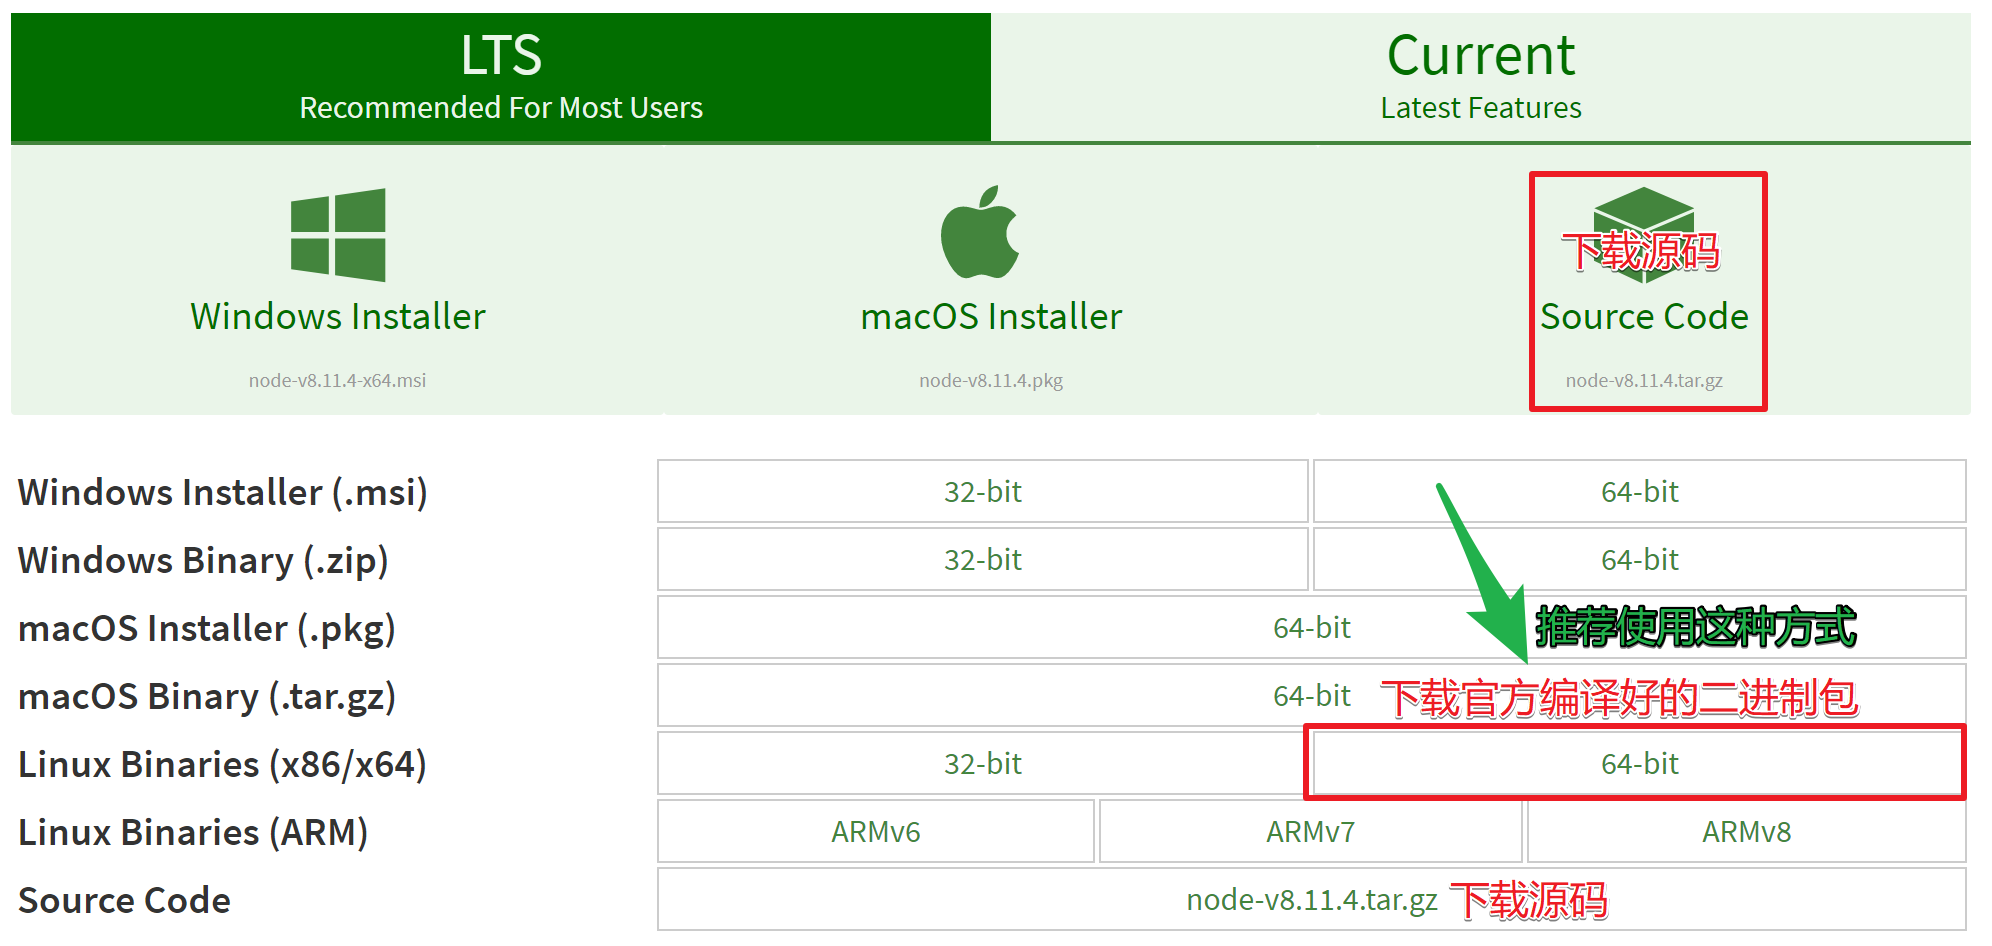 LTS
Recommended For Most Users
Current
Latest Features
Windows Installer
node-v8.11.4-x64.msi
macOS Installer
node-v8.11.4.pkg
下载源码
Source Code
node-v8.11.4.tar.gz
Windows Installer (.msi)
32-bit
64-bit
Windows Binary (.zip)
32-bit
64-bit
macOS Installer (.pkg)
64-bit
推荐使用这种方式
macOS Binary (.tar.gz)
64-bit
下载官方编译好的二进制包
Linux Binaries (x86/x64)
32-bit
64-bit
Linux Binaries (ARM)
ARMv6
ARMv7
ARMv8
Source Code
node-v8.11.4.tar.gz
下载源码